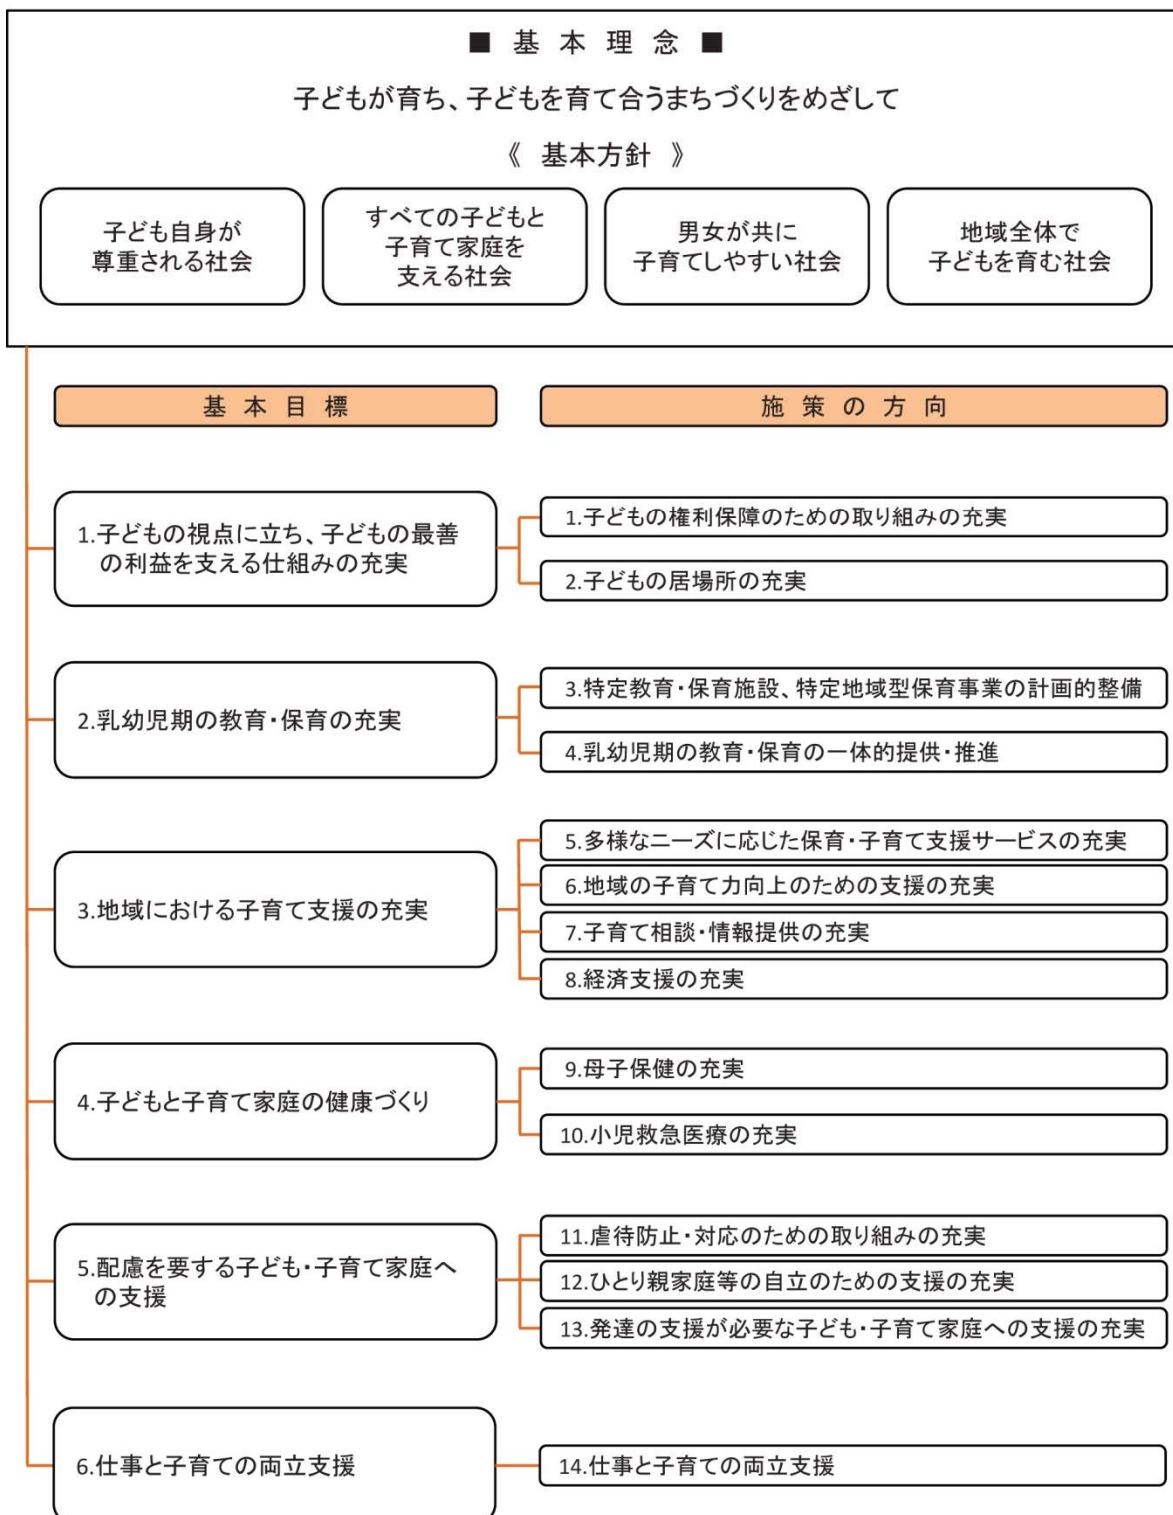 ■ 基 本 理 念 ■
子どもが育ち、子どもを育て合うまちづくりをめざして
《 基本方針 》
子ども自身が
尊重される社会
すべての子どもと
子育て家庭を
支える社会
男女が共に
子育てしやすい社会
地域全体で
子どもを育む社会
基 本 目 標
施 策 の 方 向
1.子どもの視点に立ち、子どもの最善
の利益を支える仕組みの充実
1.子どもの権利保障のための取り組みの充実
2.子どもの居場所の充実
2.乳幼児期の教育・保育の充実
3.特定教育・保育施設、特定地域型保育事業の計画的整備
4.乳幼児期の教育・保育の一体的提供・推進
3.地域における子育て支援の充実
5.多様なニーズに応じた保育・子育て支援サービスの充実
6.地域の子育て力向上のための支援の充実
7.子育て相談・情報提供の充実
8.経済支援の充実
4.子どもと子育て家庭の健康づくり
9.母子保健の充実
10.小児救急医療の充実
5.配慮を要する子ども・子育て家庭へ
の支援
11.虐待防止・対応のための取り組みの充実
12.ひとり親家庭等の自立のための支援の充実
13.発達の支援が必要な子ども・子育て家庭への支援の充実
6.仕事と子育ての両立支援
14.仕事と子育ての両立支援